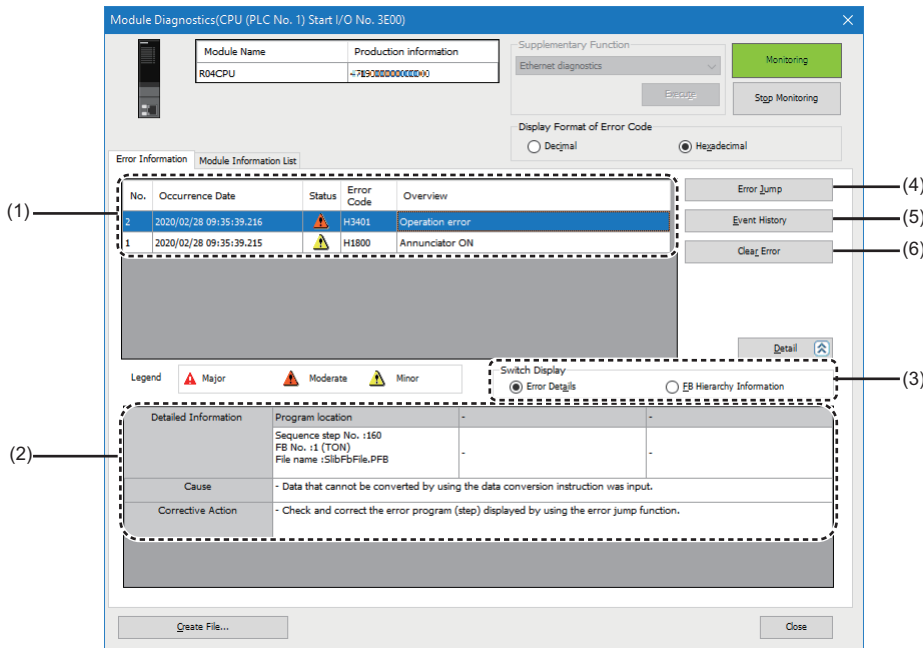 Module Diagnostics(CPU (PLC No. 1) Start I/O No. 3E00)
Module Name Production information
R04CPU
Supplementary Function
Ethernet diagnostics
Execute
Monitoring
Stop Monitoring
Display Format of Error Code
Decimal Hexadecimal
Error Information Module Information List
No. Occurrence Date Status Error Code Overview
2 2020/02/28 09:35:39.216 H3401 Operation error
1 2020/02/28 09:35:39.215 H1800 Annunciator ON
(1)
Error Jump (4)
Event History (5)
Clear Error (6)
Detail
Legend Major Moderate Minor
Switch Display
Error Details FB Hierarchy Information
(3)
Detailed Information Program location - -
Sequence step No. :160
FB No. :1 (TON)
File name :SlibFbFile.PFB
- -
(2)
Cause - Data that cannot be converted by using the data conversion instruction was input.
Corrective Action - Check and correct the error program (step) displayed by using the error jump function.
Create File... Close